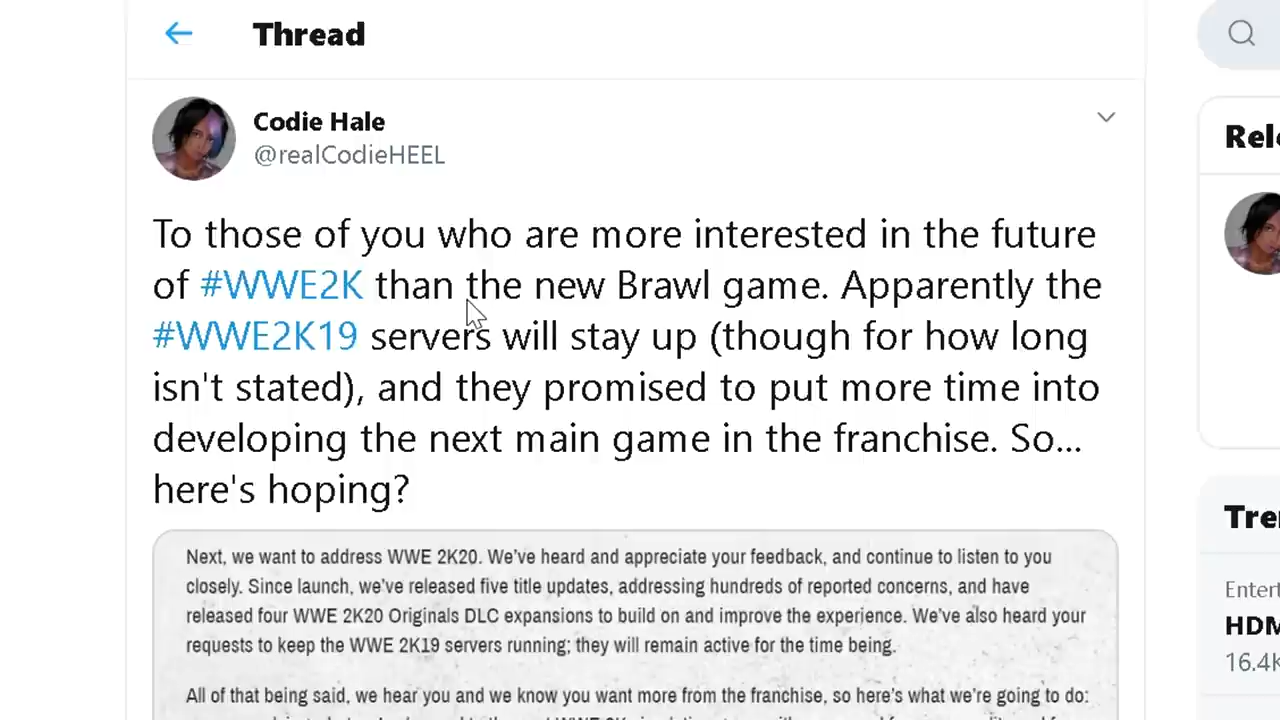 Thread
Codie Hale
@realCodieHEEL
To those of you who are more interested in the future
of #WWE2K than the new Brawl game. Apparently the
#WWE2K19 servers will stay up (though for how long
isn't stated), and they promised to put more time into
developing the next main game in the franchise. So...
here's hoping?
Next, we want to address WWE 2K20. We've heard and appreciate your feedback, and continue to listen to you
closely. Since launch, we've released five title updates, addressing hundreds of reported concerns, and have
released four WWE 2K20 Originals DLC expansions to build on and improve the experience. We've also heard your
requests to keep the WWE 2K19 servers running; they will remain active for the time being.
All of that being said, we hear you and we know you want more from the franchise, so here's what we're going to do:
Rele
Tre
Entert
HDM
16.4K